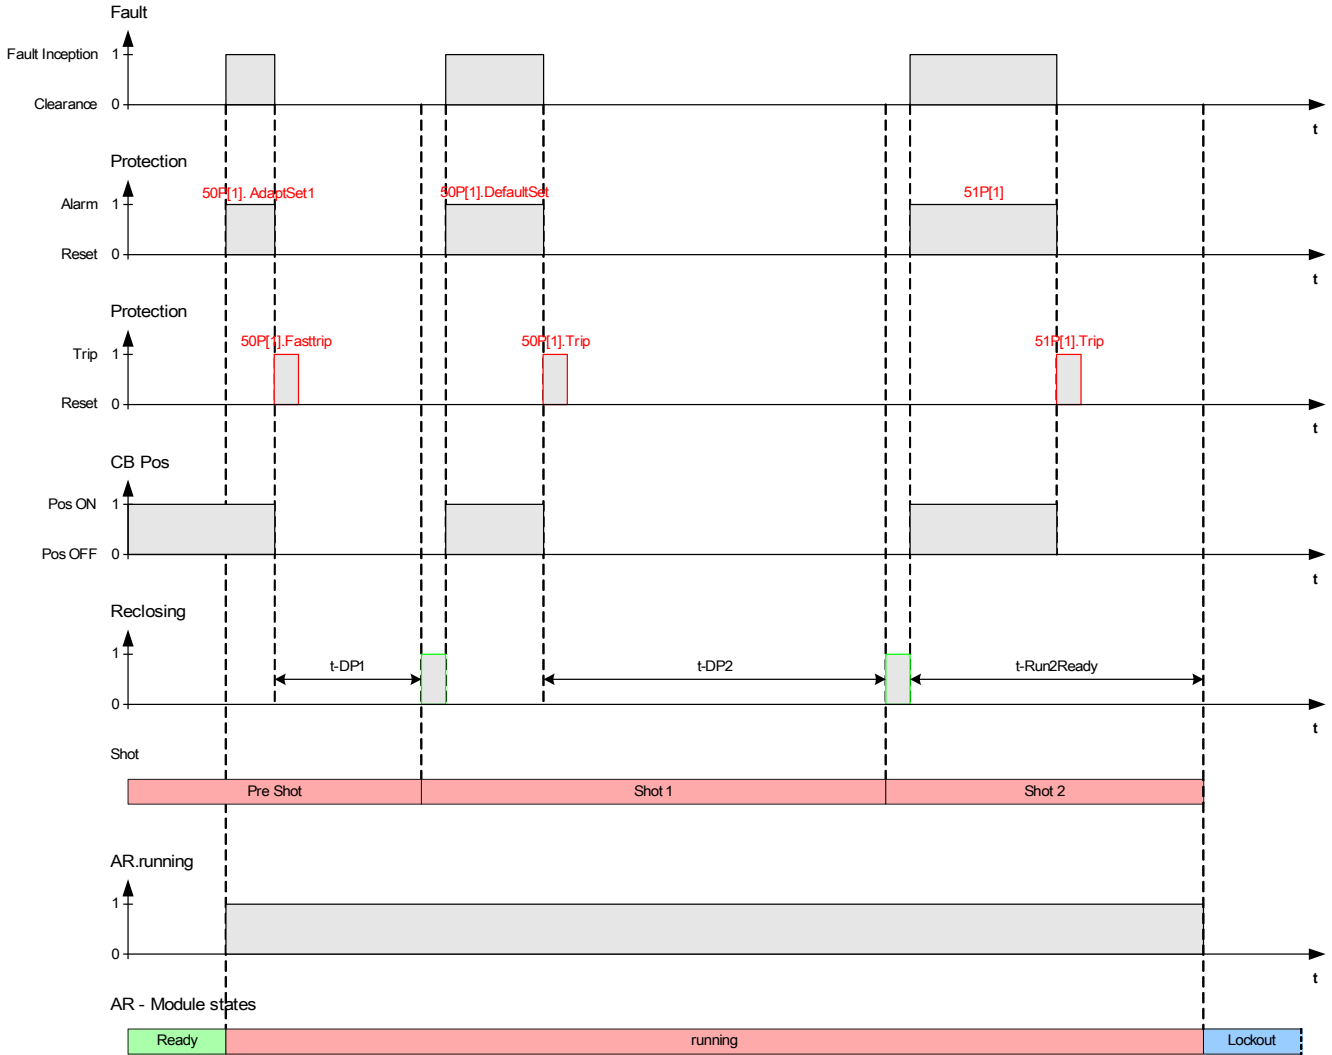 Fault
Fault Inception 1
Clearance 0
t
Protection
50P[1]. AdaptSet1 50P[1].DefaultSet 51P[1]
Alarm 1
Reset 0
t
Protection
50P[1].Fasttrip 50P[1].Trip 51P[1].Trip
Trip 1
Reset 0
t
CB Pos
Pos ON 1
Pos OFF 0
t
Reclosing
1
t-DP1 t-DP2 t-Run2Ready
0
t
Shot
Pre Shot Shot 1 Shot 2
AR.running
1
0
t
AR - Module states
Ready running Lockout